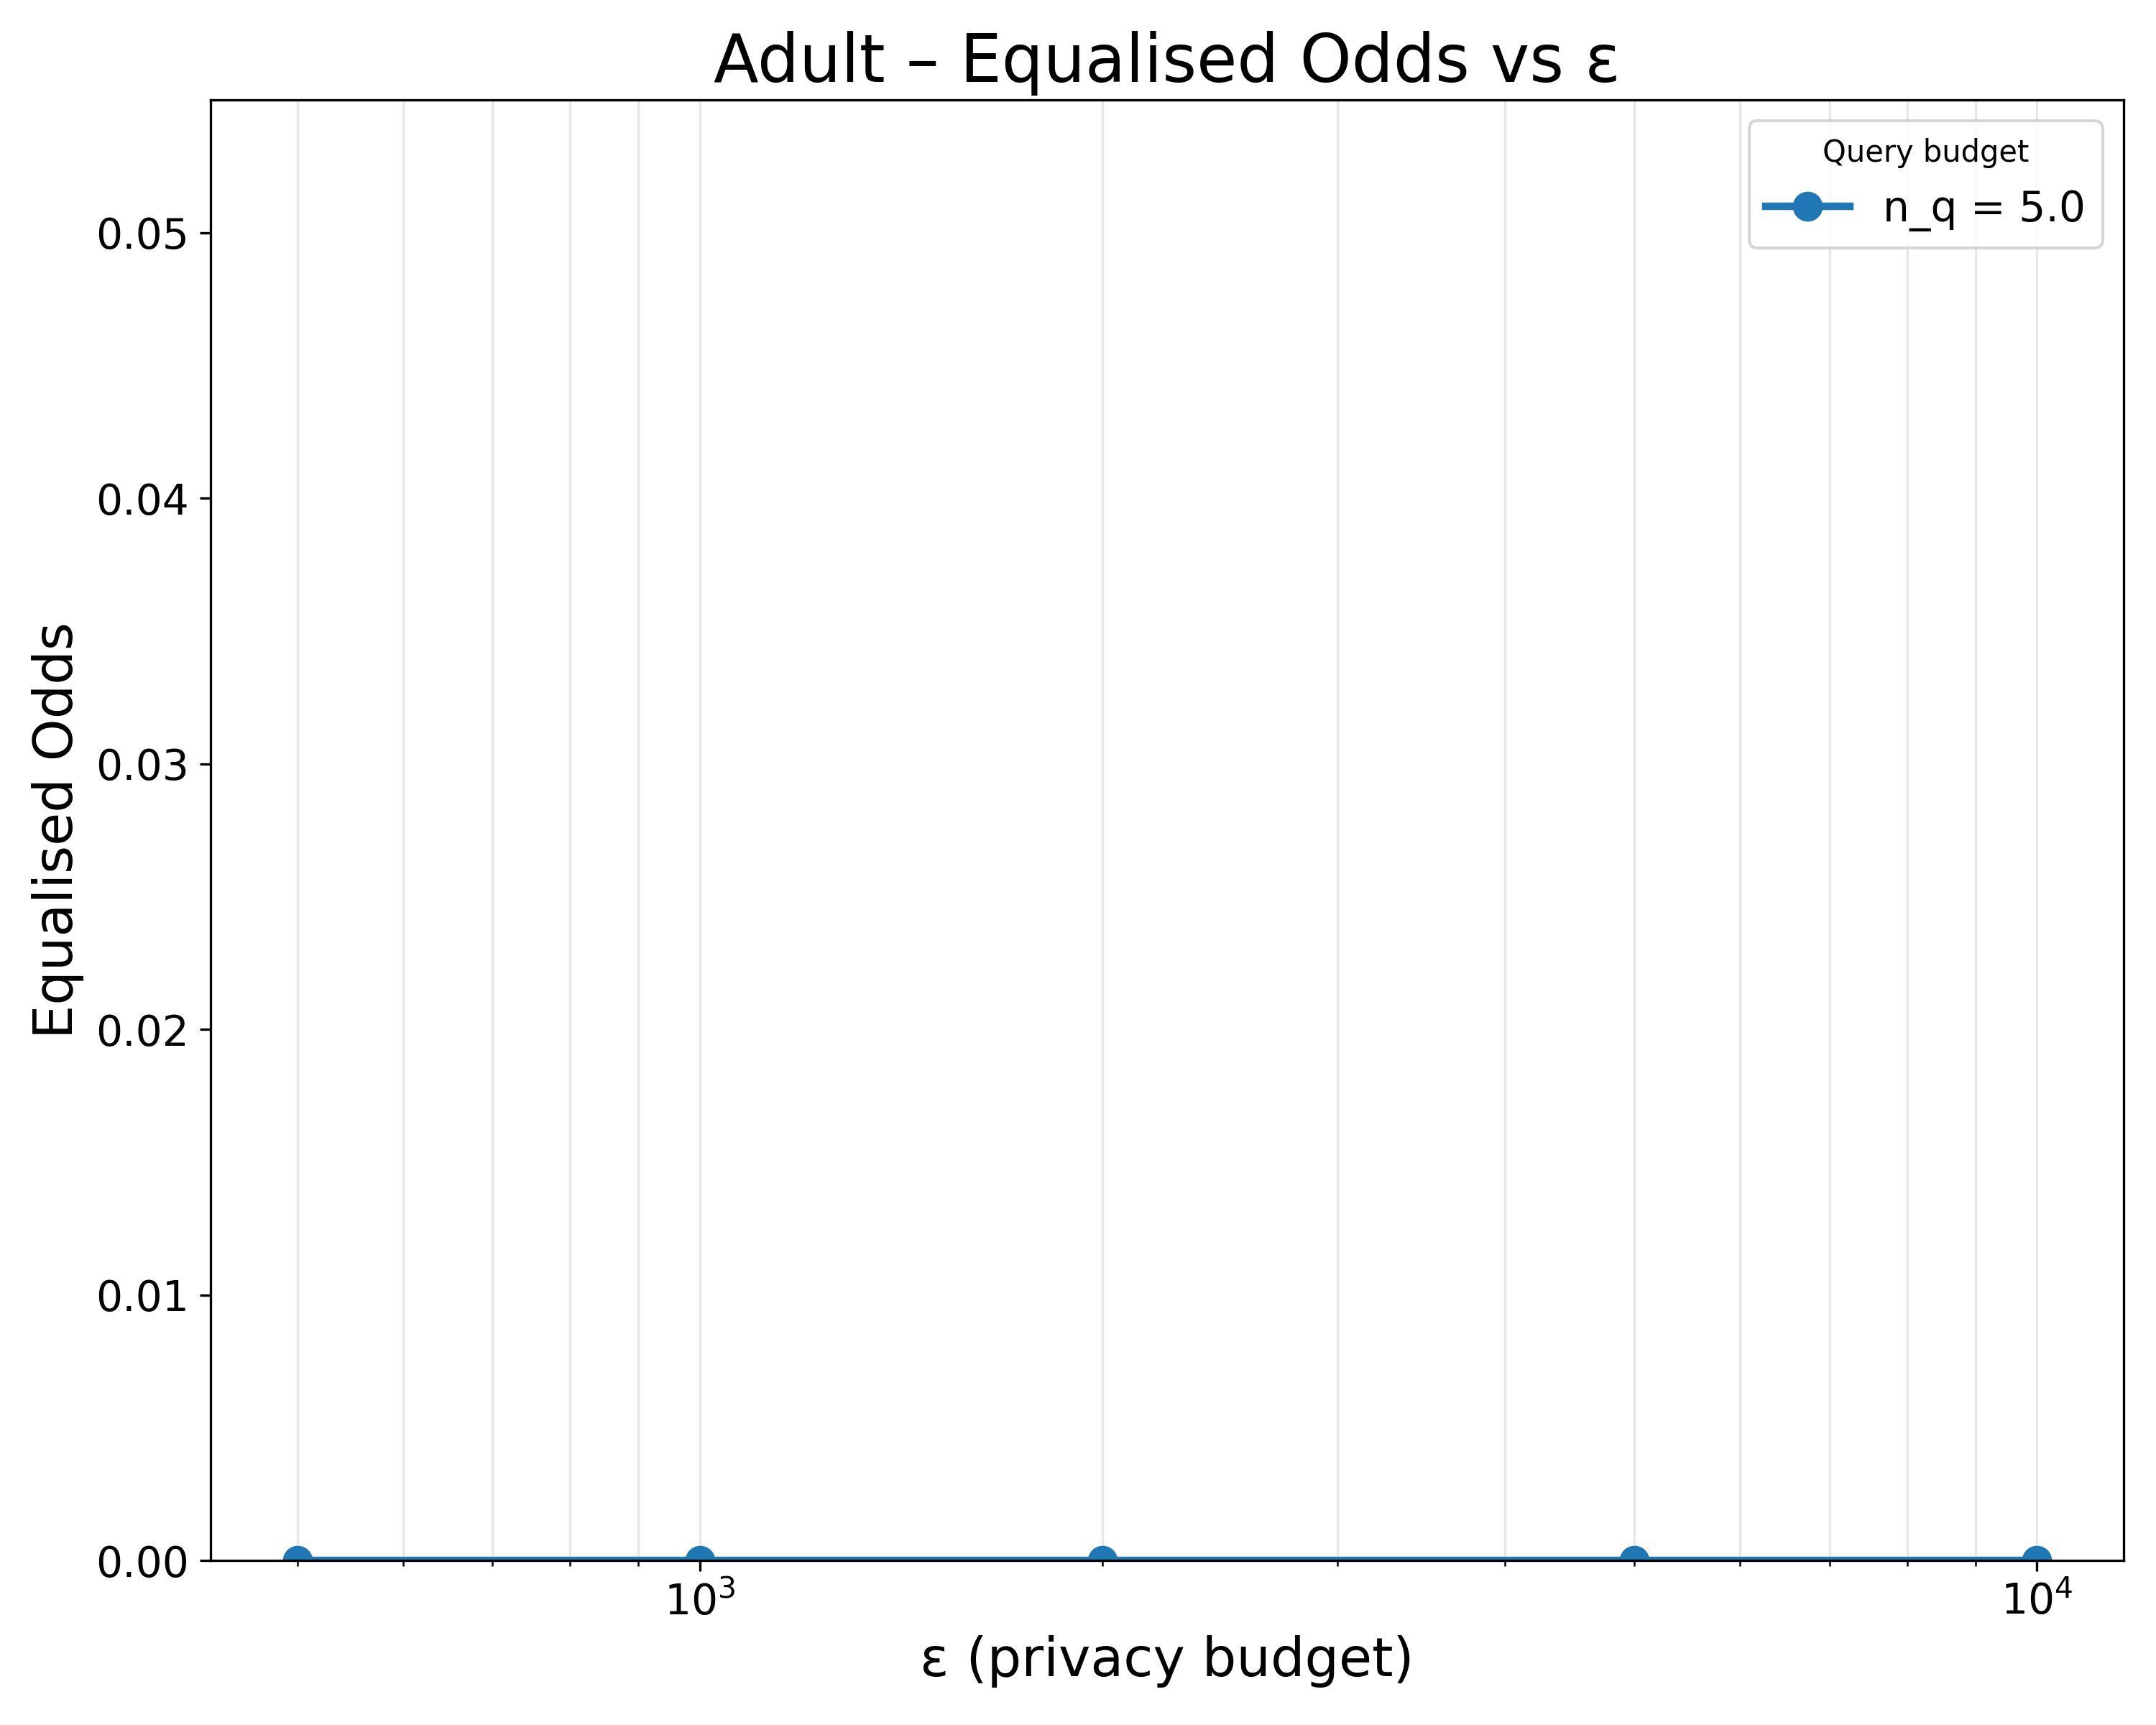 Adult – Equalised Odds vs ε
Query budget
n_q = 5.0
Equalised Odds
0.05
0.04
0.03
0.02
0.01
0.00
10³
10⁴
ε (privacy budget)